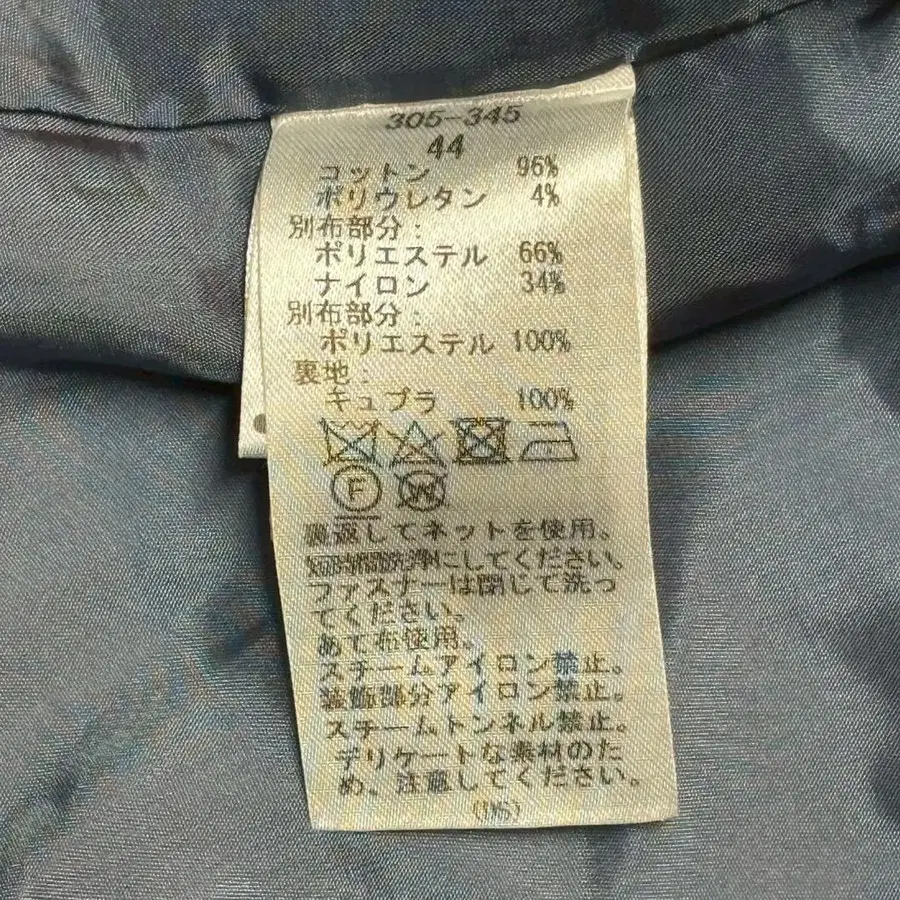 305-345
44
コットン 96%
ポリウレタン 4%
別布部分:
ポリエステル 66%
ナイロン 34%
別布部分:
ポリエステル 100%
裏地:
キュプラ 100%
F W
裏返してネットを使用。
短時間洗浄にしてください。
ファスナーは閉じて洗っ
てください。
あて布使用。
スチームアイロン禁止。
装飾部分アイロン禁止。
スチームトンネル禁止。
デリケートな素材のた
め、注意してください。
(DS)